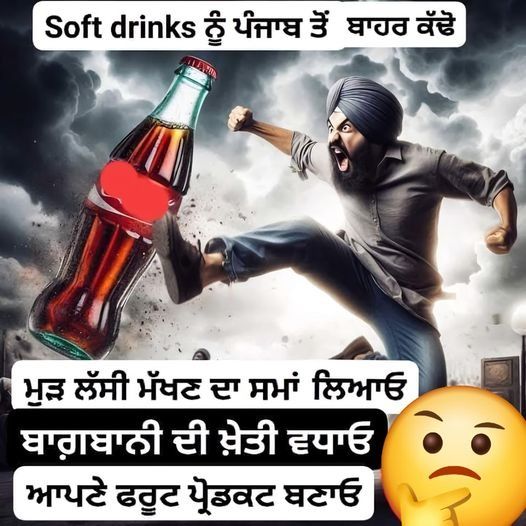 Soft drinks ਨੂੰ ਪੰਜਾਬ ਤੋਂ ਬਾਹਰ ਕੱਢੋ
ਮੁੜ ਲੱਸੀ ਮੱਖਣ ਦਾ ਸਮਾਂ ਲਿਆਓ
ਬਾਗ਼ਬਾਨੀ ਦੀ ਖ਼ੇਤੀ ਵਧਾਓ
ਆਪਣੇ ਫਰੂਟ ਪ੍ਰੋਡਕਟ ਬਣਾਓ